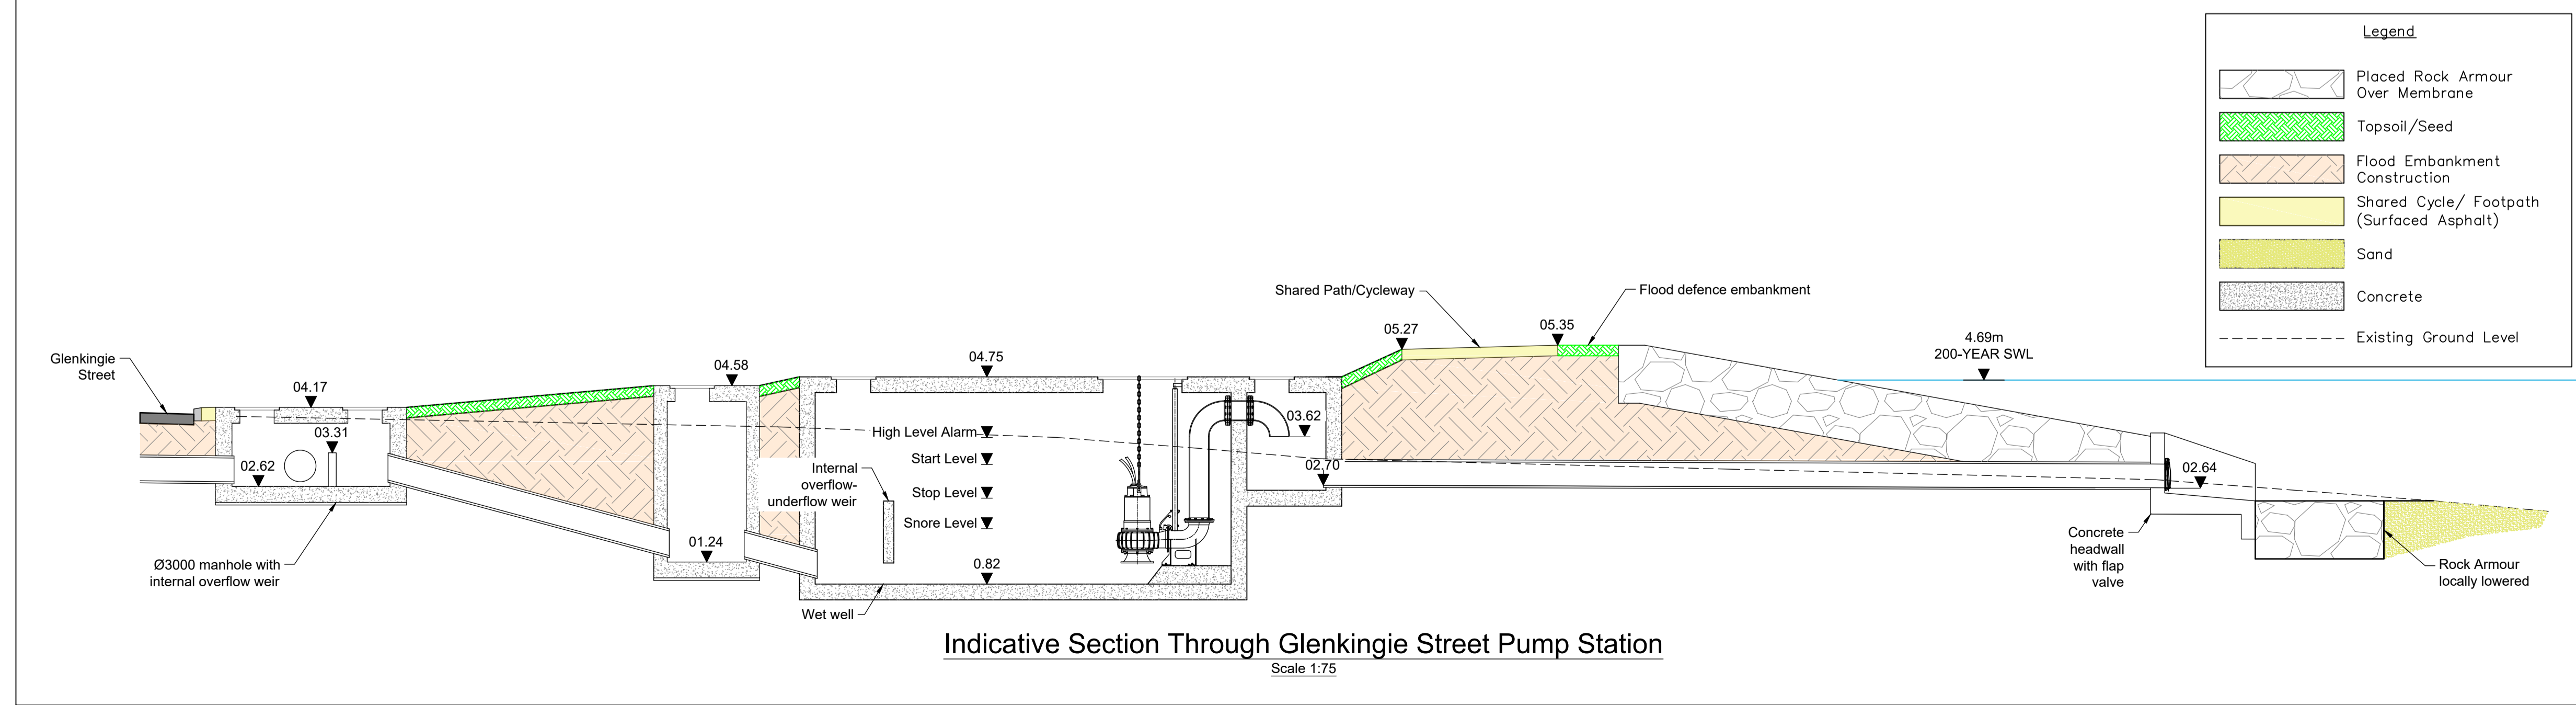 Legend
Placed Rock Armour
Over Membrane
Topsoil/Seed
Flood Embankment
Construction
Shared Cycle/ Footpath
(Surfaced Asphalt)
Sand
Concrete
Existing Ground Level
Shared Path/Cycleway
Flood defence embankment
05.27
05.35
4.69m
200-YEAR SWL
Glenkingie
Street
04.17
04.58
04.75
03.31
02.62
High Level Alarm
Start Level
Stop Level
Snore Level
Internal
overflow-
underflow weir
03.62
02.70
02.64
01.24
0.82
Ø3000 manhole with
internal overflow weir
Wet well
Concrete
headwall
with flap
valve
Rock Armour
locally lowered
Indicative Section Through Glenkingie Street Pump Station
Scale 1:75